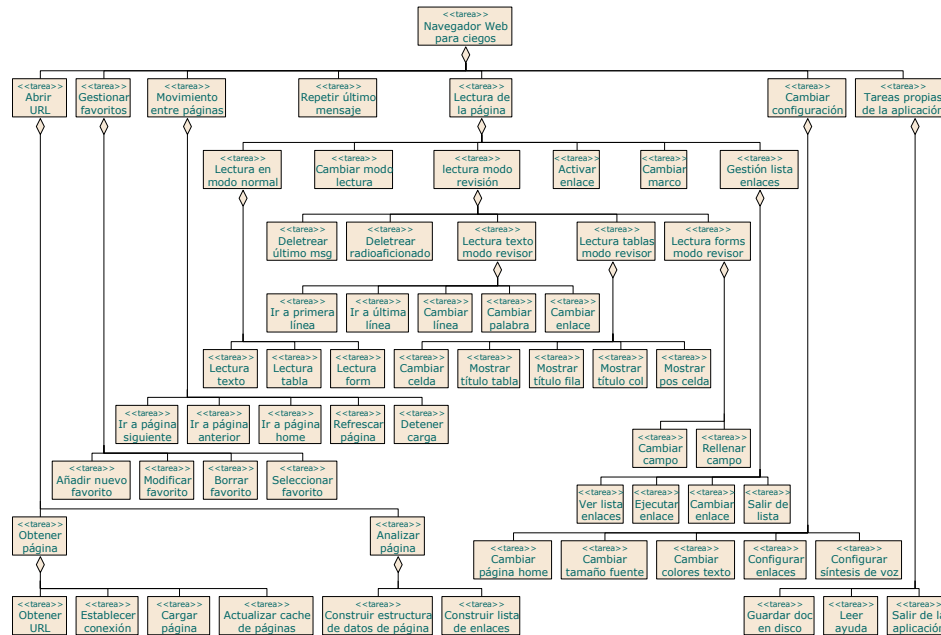 <<tarea>>
Navegador Web
para ciegos
<<tarea>>
Abrir
URL
<<tarea>>
Gestionar
favoritos
<<tarea>>
Movimiento
entre páginas
<<tarea>>
Repetir último
mensaje
<<tarea>>
Lectura de
la página
<<tarea>>
Cambiar
configuración
<<tarea>>
Tareas propias
de la aplicación
<<tarea>>
Lectura en
modo normal
<<tarea>>
Cambiar modo
lectura
<<tarea>>
lectura modo
revisión
<<tarea>>
Activar
enlace
<<tarea>>
Cambiar
marco
<<tarea>>
Gestión lista
enlaces
<<tarea>>
Deletrear
último msg
<<tarea>>
Deletrear
radioaficionado
<<tarea>>
Lectura texto
modo revisor
<<tarea>>
Lectura tablas
modo revisor
<<tarea>>
Lectura forms
modo revisor
<<tarea>>
Ir a primera
línea
<<tarea>>
Ir a última
línea
<<tarea>>
Cambiar
línea
<<tarea>>
Cambiar
palabra
<<tarea>>
Cambiar
enlace
<<tarea>>
Lectura
texto
<<tarea>>
Lectura
tabla
<<tarea>>
Lectura
form
<<tarea>>
Cambiar
celda
<<tarea>>
Mostrar
título tabla
<<tarea>>
Mostrar
título fila
<<tarea>>
Mostrar
título col
<<tarea>>
Mostrar
pos celda
<<tarea>>
Ir a página
siguiente
<<tarea>>
Ir a página
anterior
<<tarea>>
Ir a página
home
<<tarea>>
Refrescar
página
<<tarea>>
Detener
carga
<<tarea>>
Cambiar
campo
<<tarea>>
Rellenar
campo
<<tarea>>
Añadir nuevo
favorito
<<tarea>>
Modificar
favorito
<<tarea>>
Borrar
favorito
<<tarea>>
Seleccionar
favorito
<<tarea>>
Ver lista
enlaces
<<tarea>>
Ejecutar
enlace
<<tarea>>
Cambiar
enlace
<<tarea>>
Salir de
lista
<<tarea>>
Obtener
página
<<tarea>>
Analizar
página
<<tarea>>
Cambiar
página home
<<tarea>>
Cambiar
tamaño fuente
<<tarea>>
Cambiar
colores texto
<<tarea>>
Configurar
enlaces
<<tarea>>
Configurar
síntesis de voz
<<tarea>>
Obtener
URL
<<tarea>>
Establecer
conexión
<<tarea>>
Cargar
página
<<tarea>>
Actualizar cache
de páginas
<<tarea>>
Construir estructura
de datos de página
<<tarea>>
Construir lista
de enlaces
<<tarea>>
Guardar doc
en disco
<<tarea>>
Leer
ayuda
<<tarea>>
Salir de la
aplicación